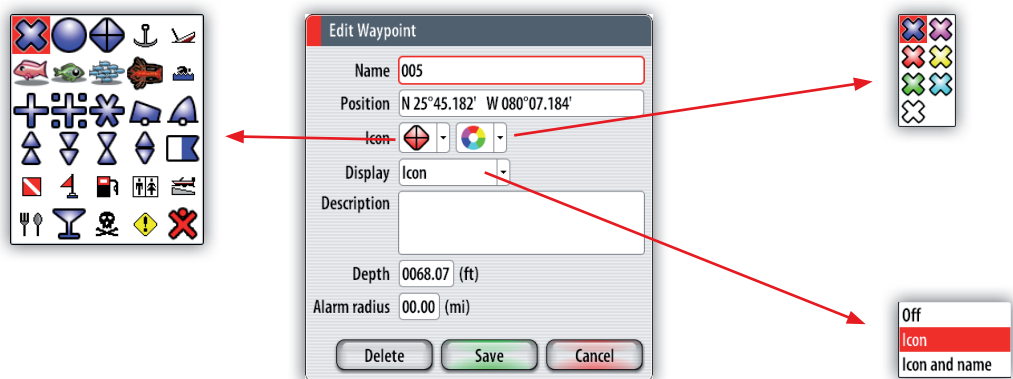 Edit Waypoint
Name 005
Position N 25°45.182' W 080°07.184'
Icon
Display Icon
Description
Depth 0068.07 (ft)
Alarm radius 00.00 (mi)
Delete Save Cancel
Off
Icon
Icon and name